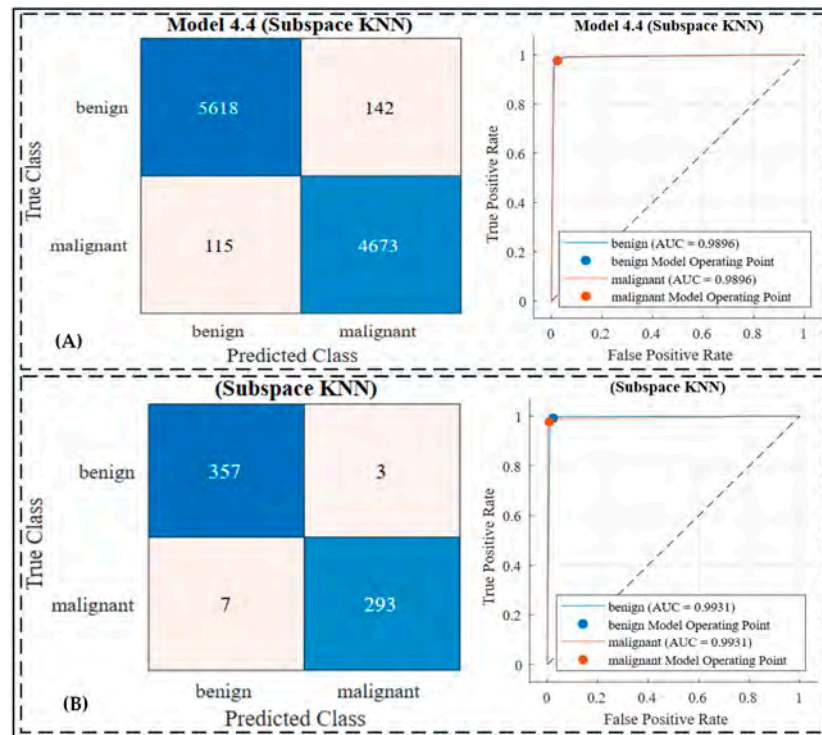 Model 4.4 (Subspace KNN)
True Class
benign
5618
142
malignant
115
4673
benign
malignant
Predicted Class
(A)
Model 4.4 (Subspace KNN)
True Positive Rate
1
0.8
0.6
0.4
0.2
0
benign (AUC = 0.9896)
benign Model Operating Point
malignant (AUC = 0.9896)
malignant Model Operating Point
0
0.2
0.4
0.6
0.8
1
False Positive Rate
(Subspace KNN)
True Class
benign
357
3
malignant
7
293
benign
malignant
Predicted Class
(B)
(Subspace KNN)
True Positive Rate
1
0.8
0.6
0.4
0.2
0
benign (AUC = 0.9931)
benign Model Operating Point
malignant (AUC = 0.9931)
malignant Model Operating Point
0
0.2
0.4
0.6
0.8
1
False Positive Rate